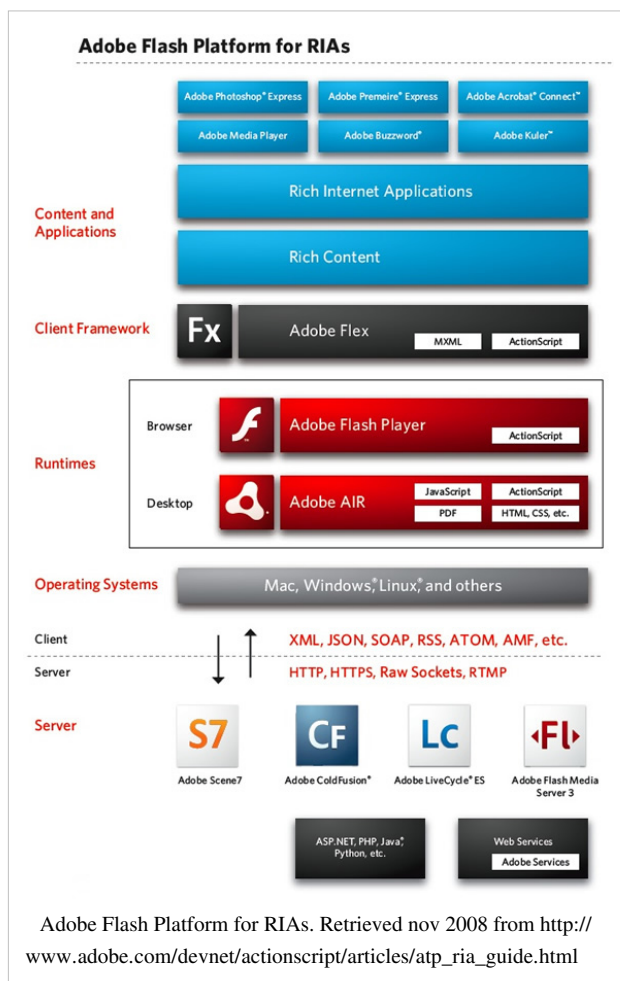 Adobe Flash Platform for RIAs
Adobe Photoshop® Express
Adobe Premeire® Express
Adobe Acrobat® Connect™
Adobe Media Player
Adobe Buzzword®
Adobe Kuler™
Content and
Applications
Rich Internet Applications
Rich Content
Client Framework
Fx
Adobe Flex
MXML
ActionScript
Runtimes
Browser
Adobe Flash Player
ActionScript
Desktop
Adobe AIR
JavaScript
ActionScript
PDF
HTML, CSS, etc.
Operating Systems
Mac, Windows,® Linux,® and others
Client
XML, JSON, SOAP, RSS, ATOM, AMF, etc.
Server
HTTP, HTTPS, Raw Sockets, RTMP
Server
S7
CF
LC
Fl
Adobe Scene7
Adobe ColdFusion®
Adobe LiveCycle® ES
Adobe Flash Media
Server 3
ASP.NET, PHP, Java,®
Python, etc.
Web Services
Adobe Services
Adobe Flash Platform for RIAs. Retrieved nov 2008 from http://
www.adobe.com/devnet/actionscript/articles/atp_ria_guide.html